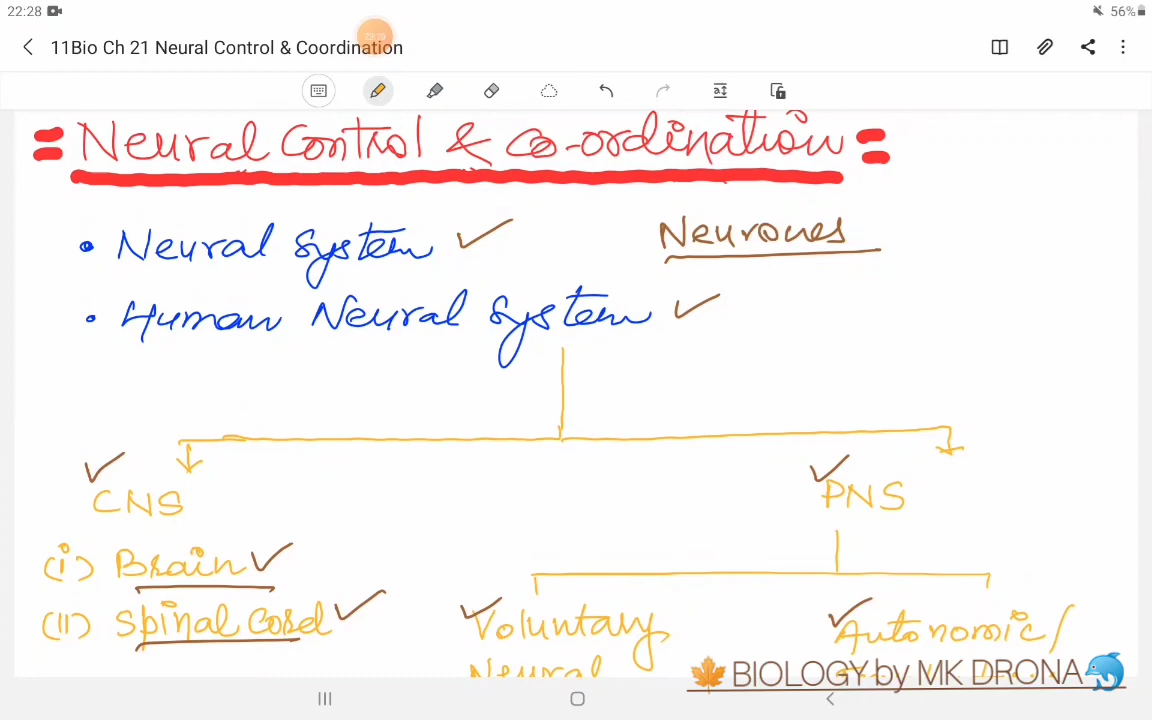 22:28 56%
11Bio Ch 21 Neural Control & Coordination
= Neural Control & Co-ordination =
• Neural System ✓ Neurones
• Human Neural System ✓
✓ CNS ✓ PNS
(i) Brain ✓
(II) Spinal Cord ✓
✓ Voluntary ✓ Autonomic/
Neural
BIOLOGY by MK DRONA